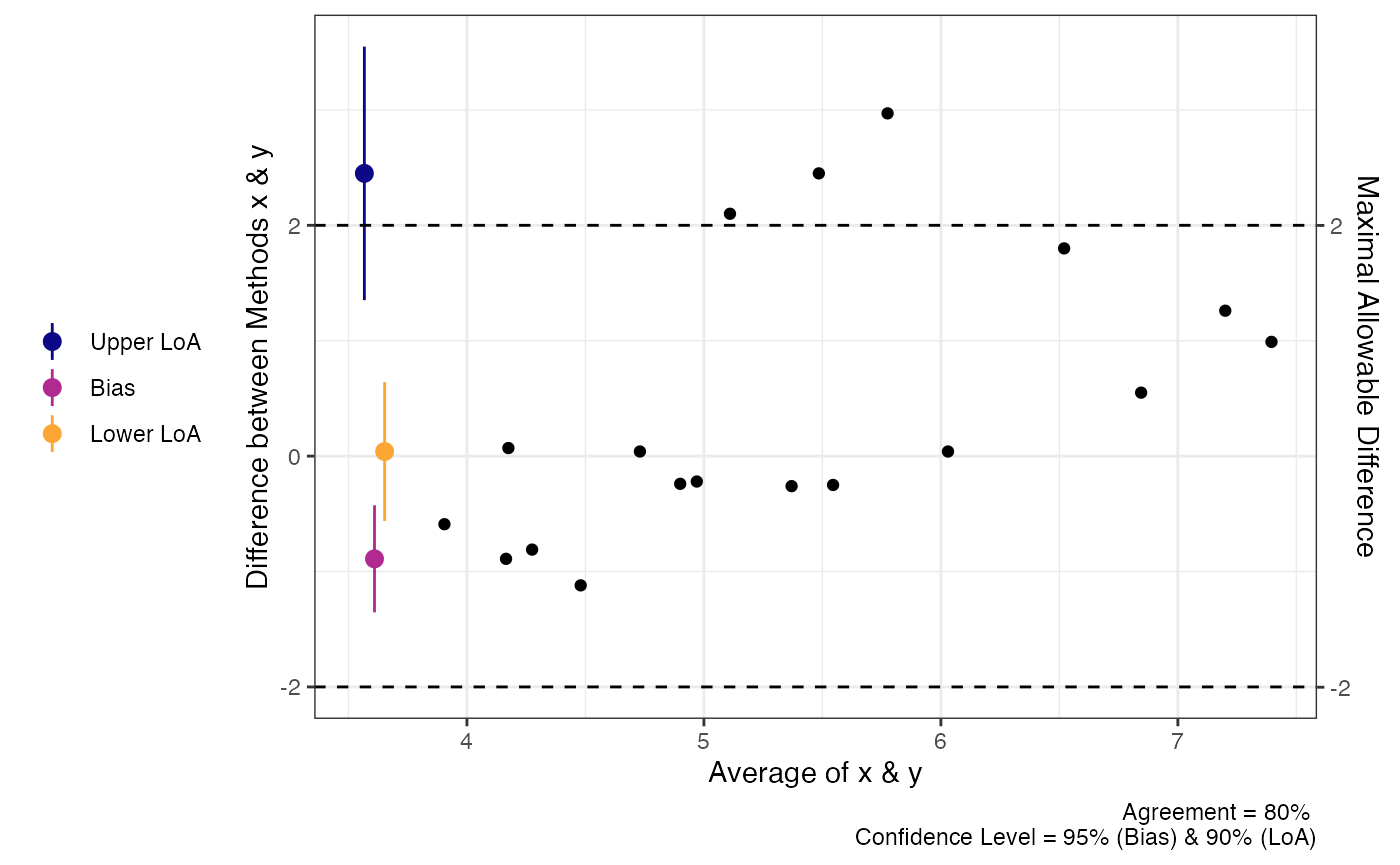 Upper LoA
Bias
Lower LoA
Difference between Methods x & y
2
0
-2
4
5
6
7
Average of x & y
2
-2
Maximal Allowable Difference
Agreement = 80%
Confidence Level = 95% (Bias) & 90% (LoA)